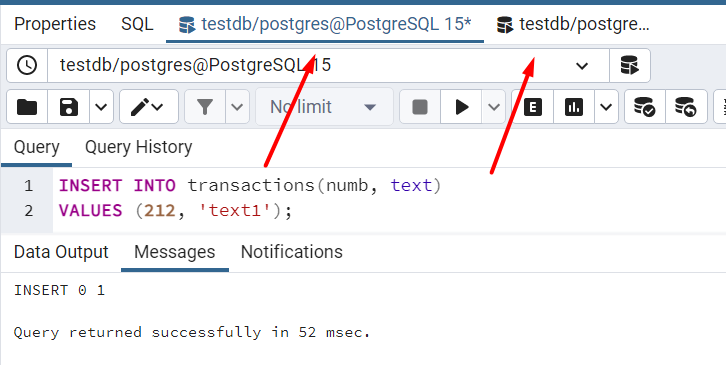 Properties SQL testdb/postgres@PostgreSQL 15* testdb/postgre...
testdb/postgres@PostgreSQL 15
No limit E
Query Query History
1 INSERT INTO transactions(numb, text)
2 VALUES (212, 'text1');
Data Output Messages Notifications
INSERT 0 1
Query returned successfully in 52 msec.